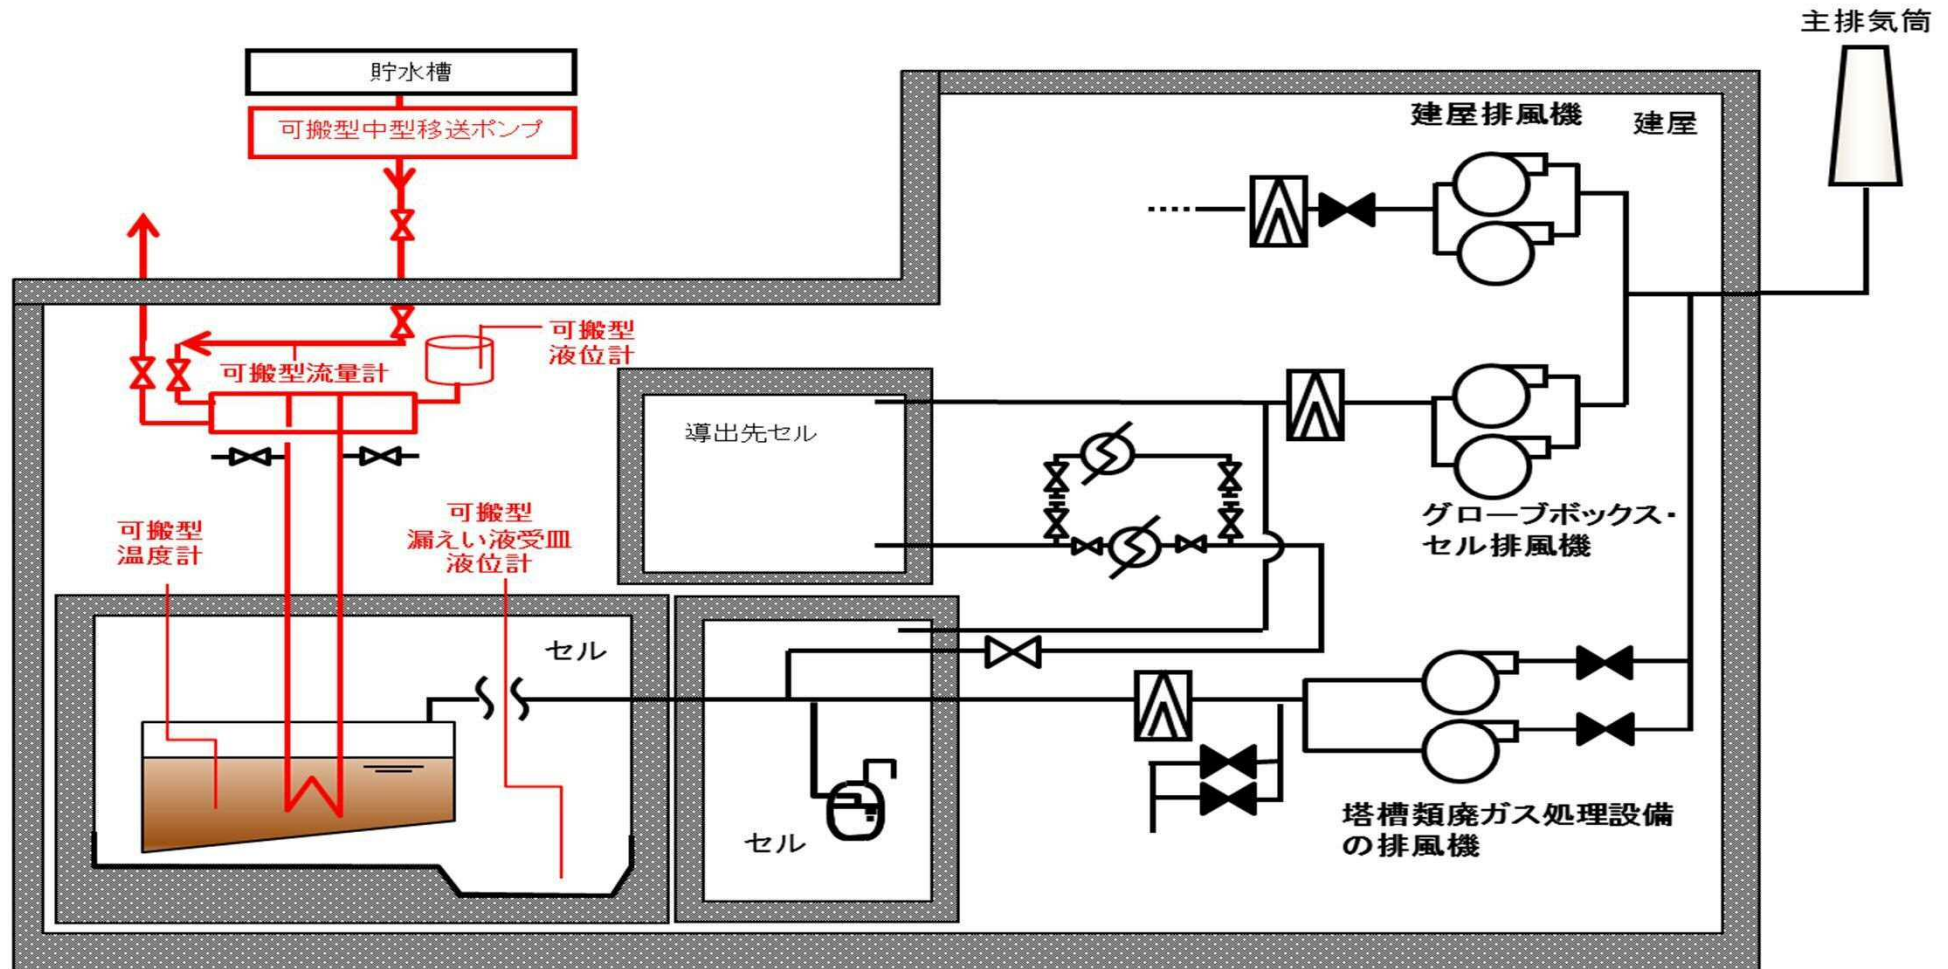 主排気筒
貯水槽
可搬型中型移送ポンプ
建屋排風機
建屋
可搬型
液位計
可搬型流量計
導出先セル
グローブボックス・
セル排風機
可搬型
温度計
可搬型
漏えい液受皿
液位計
セル
セル
塔槽類廃ガス処理設備
の排風機